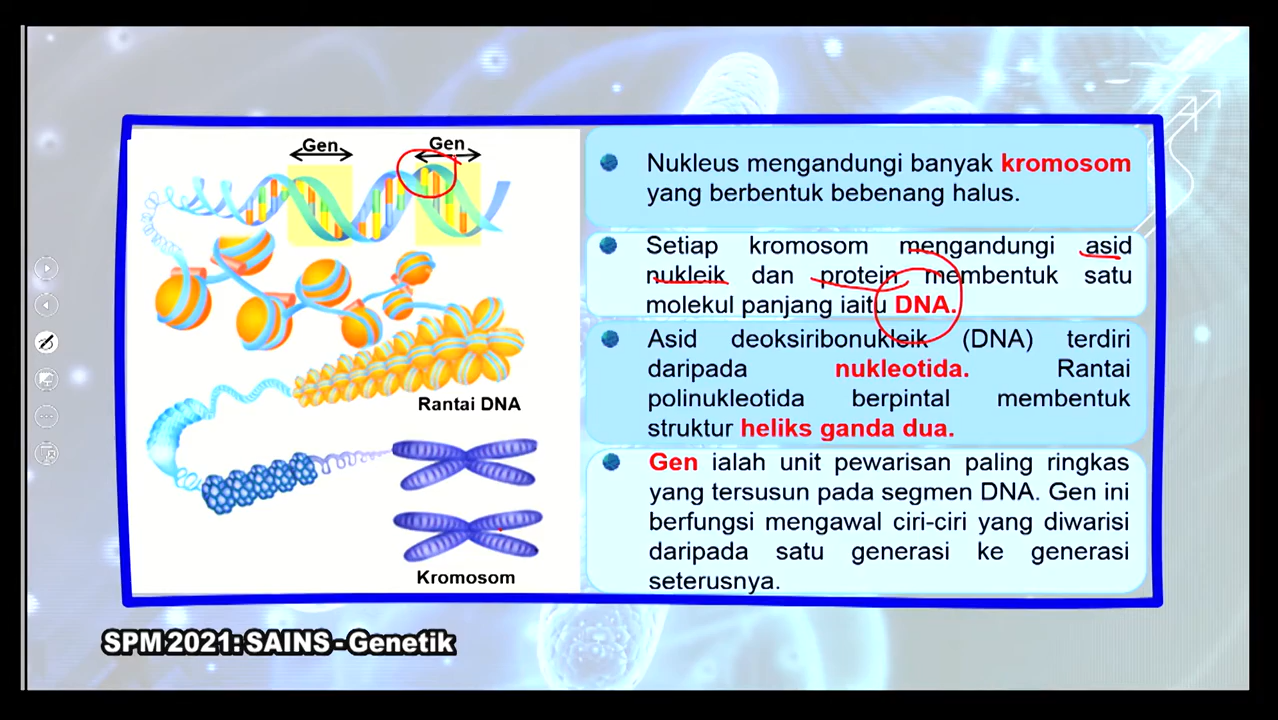 Gen
Gen
Rantai DNA
Kromosom
Nukleus mengandungi banyak kromosom
yang berbentuk bebenang halus.
Setiap kromosom mengandungi asid
nukleik dan protein membentuk satu
molekul panjang iaitu DNA.
Asid deoksiribonukleik (DNA) terdiri
daripada nukleotida. Rantai
polinukleotida berpintal membentuk
struktur heliks ganda dua.
Gen ialah unit pewarisan paling ringkas
yang tersusun pada segmen DNA. Gen ini
berfungsi mengawal ciri-ciri yang diwarisi
daripada satu generasi ke generasi
seterusnya.
SPM 2021: SAINS - Genetik